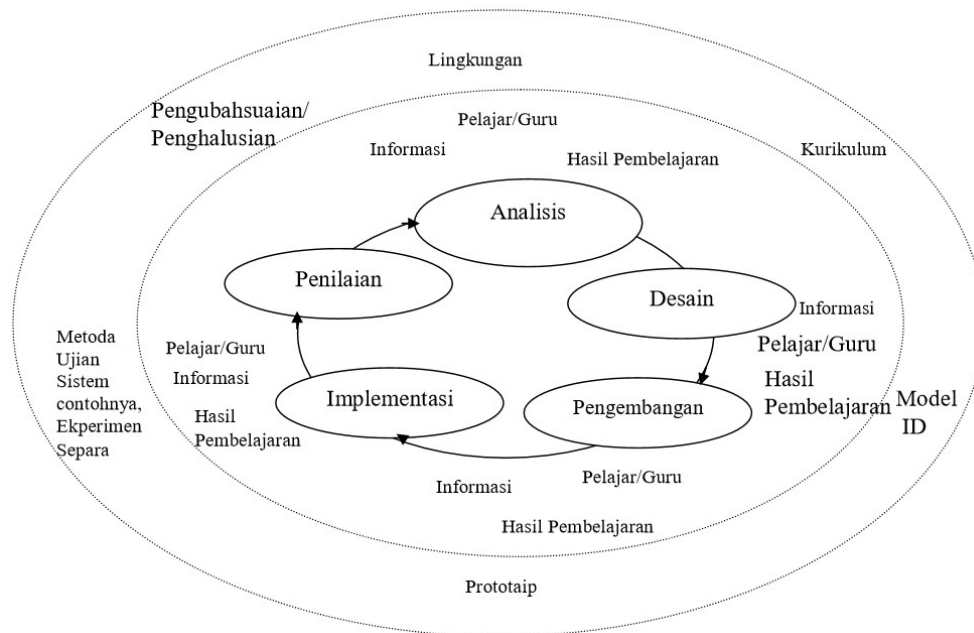 Lingkungan
Pengubahsuaian/
Penghalusian
Pelajar/Guru
Informasi
Kurikulum
Hasil Pembelajaran
Analisis
Penilaian
Desain
Informasi
Metoda
Ujian
Sistem
contohnya,
Ekperimen
Separa
Pelajar/Guru
Informasi
Hasil
Pembelajaran
Implementasi
Pengembangan
Pelajar/Guru
Hasil
Pembelajaran
Model
ID
Pelajar/Guru
Informasi
Hasil Pembelajaran
Prototaip